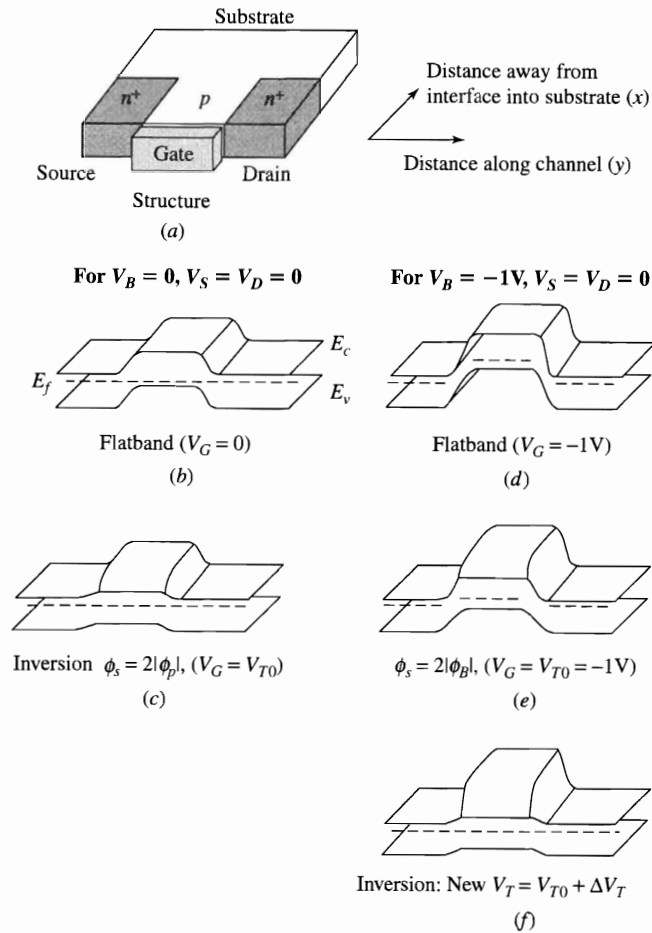 Substrate
n⁺
p
n⁺
Gate
Source
Drain
Structure
(a)
Distance away from
interface into substrate (x)
Distance along channel (y)
For V_B = 0, V_S = V_D = 0
E_c
E_f
E_v
Flatband (V_G = 0)
(b)
For V_B = −1V, V_S = V_D = 0
Flatband (V_G = −1V)
(d)
Inversion ϕ_s = 2|ϕ_p|, (V_G = V_T0)
(c)
ϕ_s = 2|ϕ_B|, (V_G = V_T0 = −1V)
(e)
Inversion: New V_T = V_T0 + ΔV_T
(f)